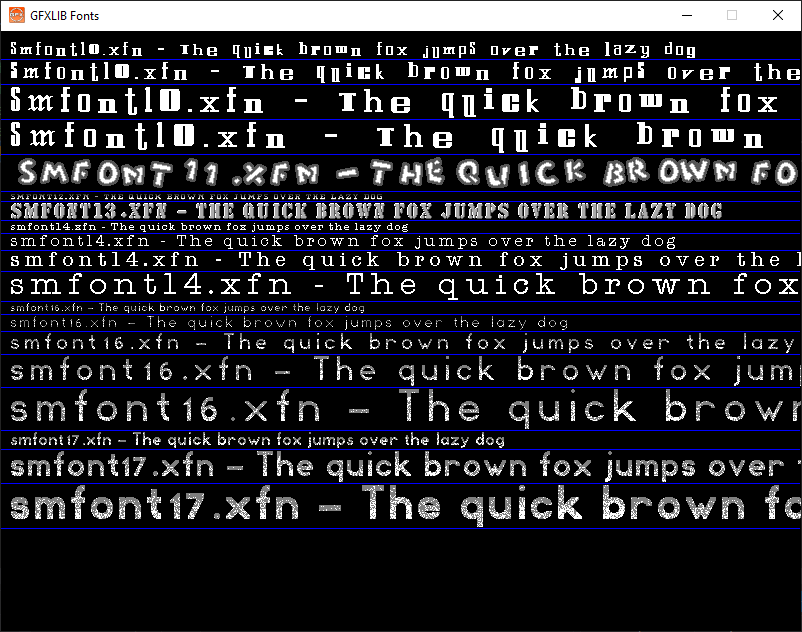 GFXLIB Fonts
Smfont10.xfn - The quick brown fox jumps over the lazy dog
Smfont10.xfn - The quick brown fox jumps over the
Smfont10.xfn - The quick brown fox
Smfont10.xfn - The quick brown
SMFONT11.XFN - THE QUICK BROWN FO
SMFONT12.XFN - THE QUICK BROWN FOX JUMPS OVER THE LAZY DOG
SMFONT13.XFN - THE QUICK BROWN FOX JUMPS OVER THE LAZY DOG
smfont14.xfn - The quick brown fox jumps over the lazy dog
smfont14.xfn - The quick brown fox jumps over the lazy dog
smfont14.xfn - The quick brown fox jumps over the l
smfont14.xfn - The quick brown fox
smfont16.xfn - The quick brown fox jumps over the lazy dog
smfont16.xfn - The quick brown fox jumps over the lazy dog
smfont16.xfn - The quick brown fox jumps over the lazy
smfont16.xfn - The quick brown fox jum
smfont16.xfn - The quick brow
smfont17.xfn - The quick brown fox jumps over the lazy dog
smfont17.xfn - The quick brown fox jumps over
smfont17.xfn - The quick brown fo